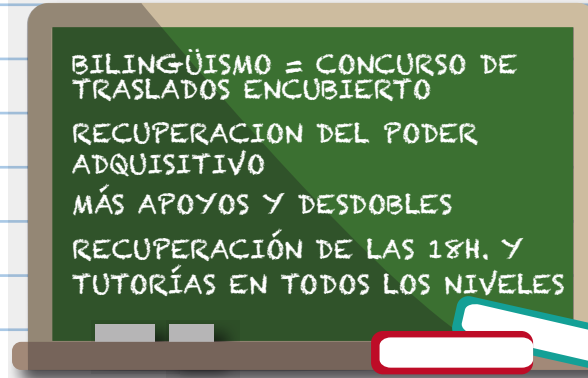 BILINGÜISMO = CONCURSO DE
TRASLADOS ENCUBIERTO
RECUPERACION DEL PODER
ADQUISITIVO
MÁS APOYOS Y DESDOBLES
RECUPERACIÓN DE LAS 18H. Y
TUTORÍAS EN TODOS LOS NIVELES